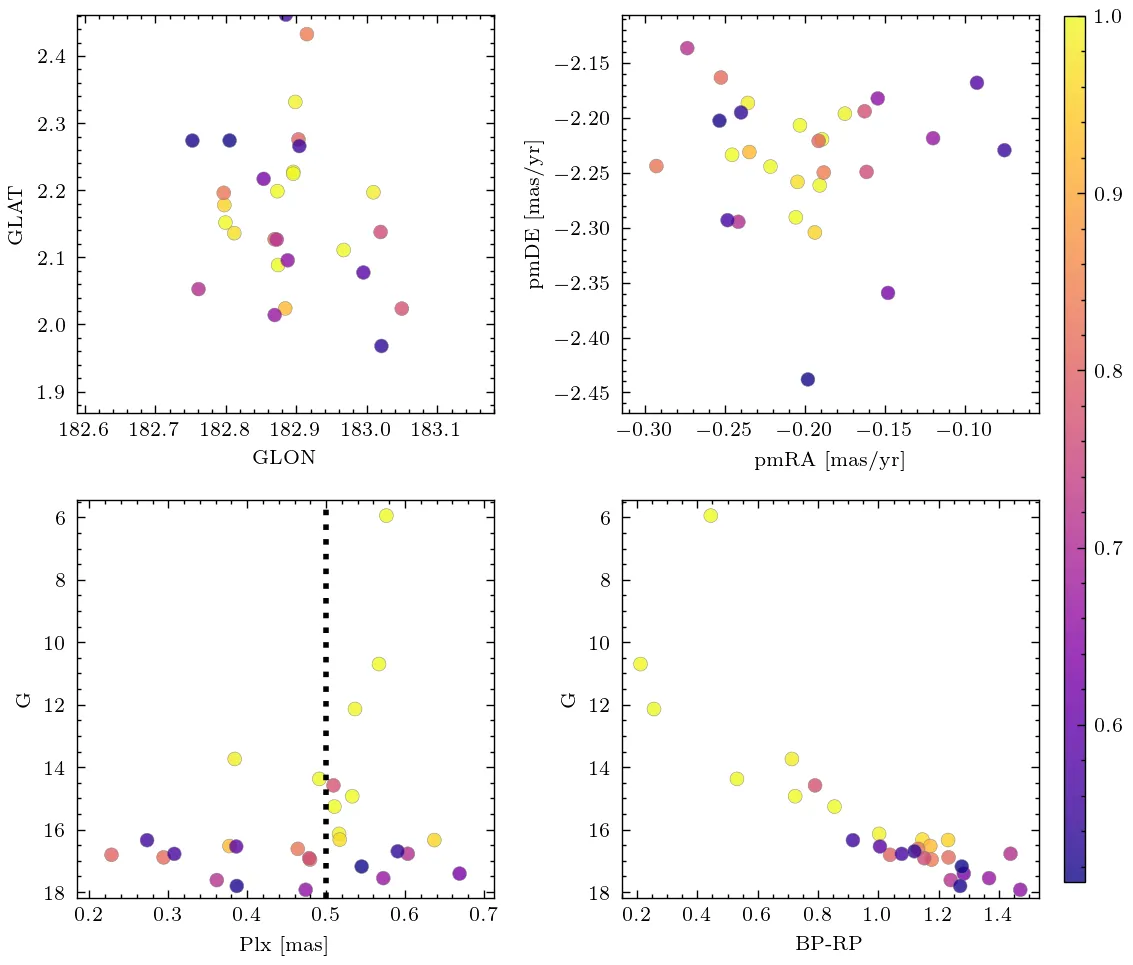 2.4
2.3
2.2
2.1
2.0
1.9
GLAT
182.6 182.7 182.8 182.9 183.0 183.1
GLON
−2.15
−2.20
−2.25
−2.30
−2.35
−2.40
−2.45
pmDE [mas/yr]
−0.30 −0.25 −0.20 −0.15 −0.10
pmRA [mas/yr]
1.0
0.9
0.8
0.7
0.6
6
8
10
12
14
16
18
G
0.2 0.3 0.4 0.5 0.6 0.7
Plx [mas]
6
8
10
12
14
16
18
G
0.2 0.4 0.6 0.8 1.0 1.2 1.4
BP-RP